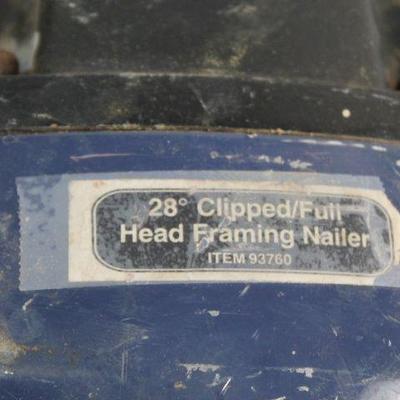 28° Clipped/Full
Head Framing Nailer
ITEM 93760